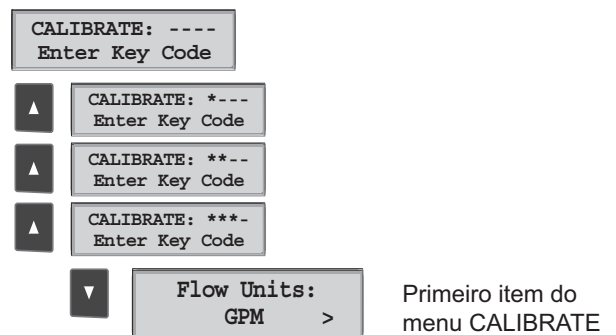 CALIBRATE: ----
Enter Key Code
CALIBRATE: *---
Enter Key Code
CALIBRATE: **--
Enter Key Code
CALIBRATE: ***-
Enter Key Code
Flow Units:
GPM >
Primeiro item do
menu CALIBRATE